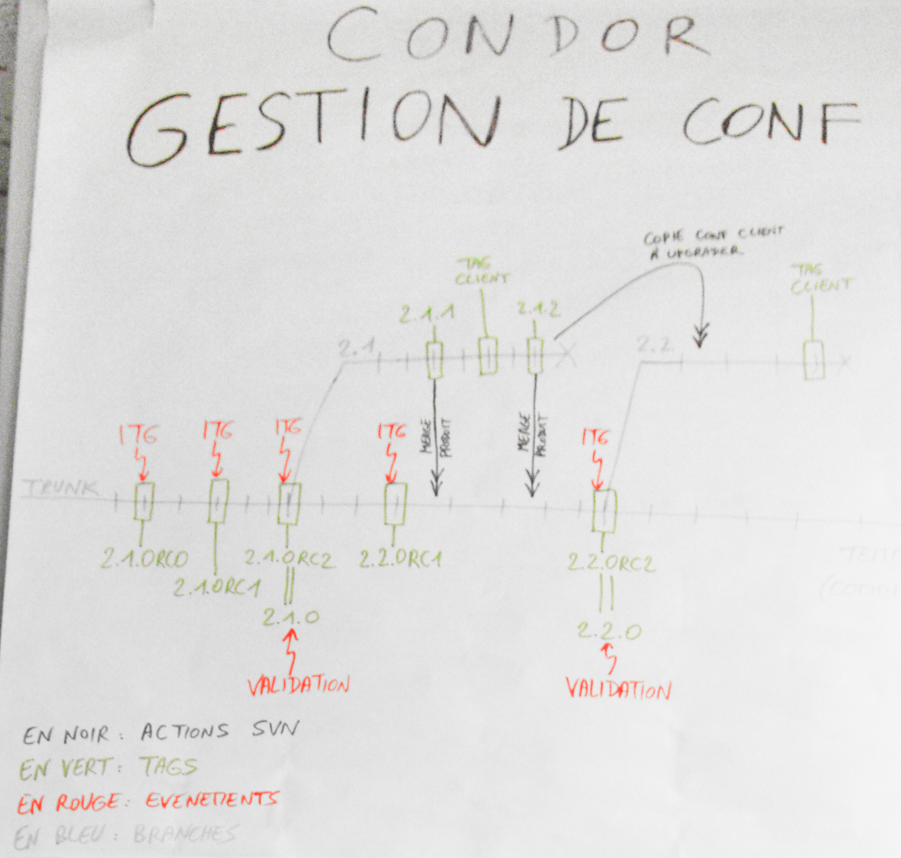 CONDOR
GESTION DE CONF
COPIE CONF CLIENT
À UPGRADER
TAG
CLIENT
TAG
CLIENT
2.1.1
2.1.2
2.1
2.2
ITG
ITG
ITG
ITG
ITG
MERGE
PRODUIT
MERGE
PRODUIT
TRUNK
2.1.0RC0
2.1.0RC1
2.1.0RC2
2.2.0RC1
2.2.0RC2
2.1.0
2.2.0
VALIDATION
VALIDATION
EN NOIR : ACTIONS SVN
EN VERT : TAGS
EN ROUGE : EVENEMENTS
EN BLEU : BRANCHES